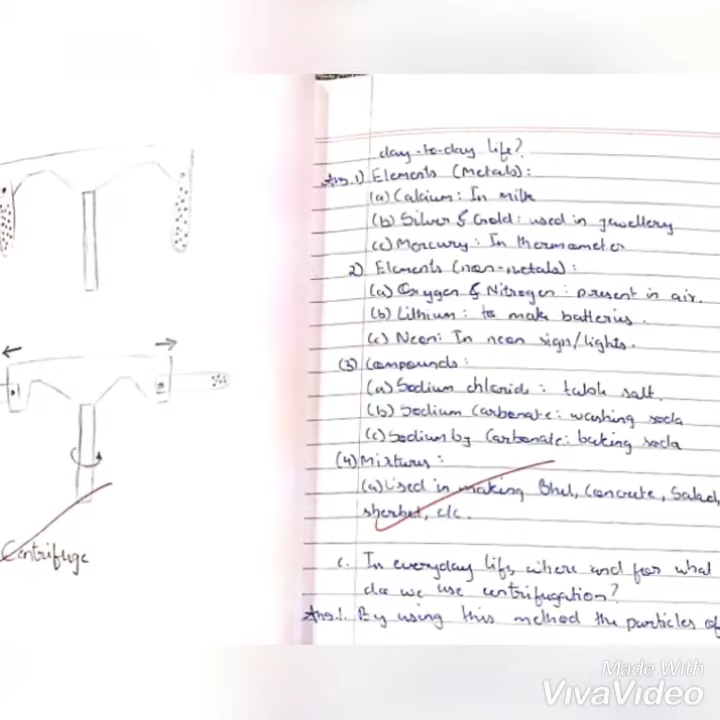 Centrifuge
day-to-day life?
Ans.1) Elements (Metals):
(a) Calcium: In milk
(b) Silver & Gold: used in jewellery
(c) Mercury: In thermometer
2) Elements (non-metals):
(a) Oxygen & Nitrogen: present in air.
(b) Lithium: to make batteries.
(c) Neon: In neon sign/lights.
(3) Compounds:
(a) Sodium chloride: table salt.
(b) Sodium Carbonate: washing soda
(c) Sodium by Carbonate: baking soda
(4) Mixtures:
(a) Used in making Bhel, Concrete, Salad,
sherbet, etc.
c. In everyday life, where and for what
do we use centrifugation?
Ans.1. By using this method the particles of
Made With
VivaVideo